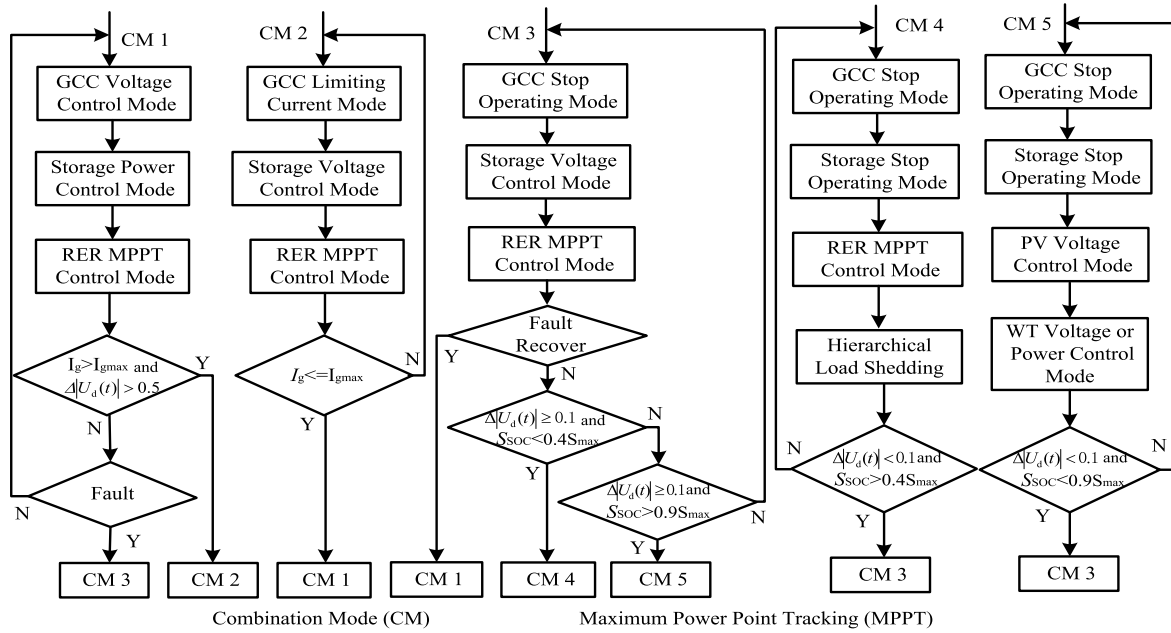 CM 1
GCC Voltage
Control Mode
Storage Power
Control Mode
RER MPPT
Control Mode
Ig>Igmax and
Δ|Ud(t)|>0.5
Y
N
Fault
N
Y
CM 3
CM 2
CM 2
GCC Limiting
Current Mode
Storage Voltage
Control Mode
RER MPPT
Control Mode
Ig<=Igmax
N
Y
CM 1
CM 3
GCC Stop
Operating Mode
Storage Voltage
Control Mode
RER MPPT
Control Mode
Fault
Recover
Y
N
Δ|Ud(t)|≥0.1 and
SSOC<0.4Smax
N
Y
Δ|Ud(t)|≥0.1and
SSOC>0.9Smax
N
Y
CM 1
CM 4
CM 5
CM 4
GCC Stop
Operating Mode
Storage Stop
Operating Mode
RER MPPT
Control Mode
Hierarchical
Load Shedding
Δ|Ud(t)|<0.1and
SSOC>0.4Smax
N
Y
CM 3
CM 5
GCC Stop
Operating Mode
Storage Stop
Operating Mode
PV Voltage
Control Mode
WT Voltage or
Power Control
Mode
Δ|Ud(t)|<0.1 and
SSOC<0.9Smax
N
Y
CM 3
Combination Mode (CM)
Maximum Power Point Tracking (MPPT)